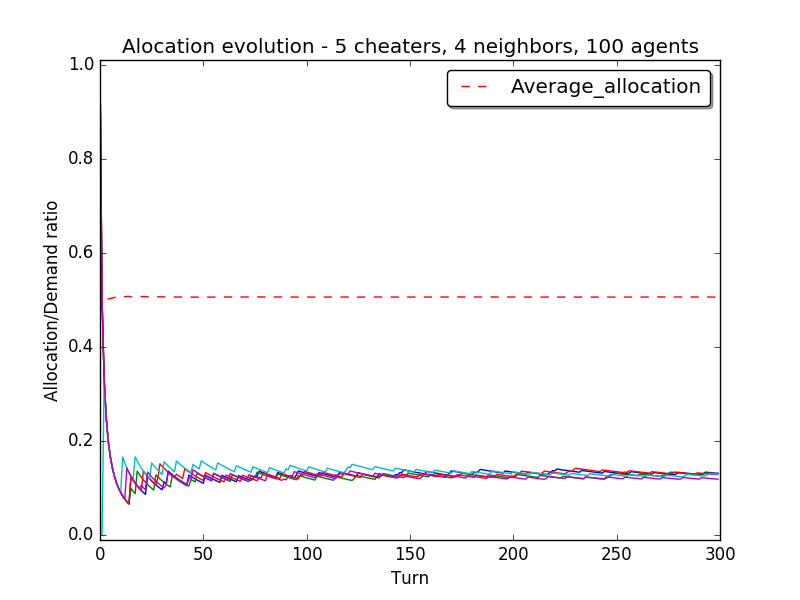 Alocation evolution - 5 cheaters, 4 neighbors, 100 agents
Average_allocation
1.0
0.8
0.6
0.4
0.2
0.0
Allocation/Demand ratio
0 50 100 150 200 250 300
Turn